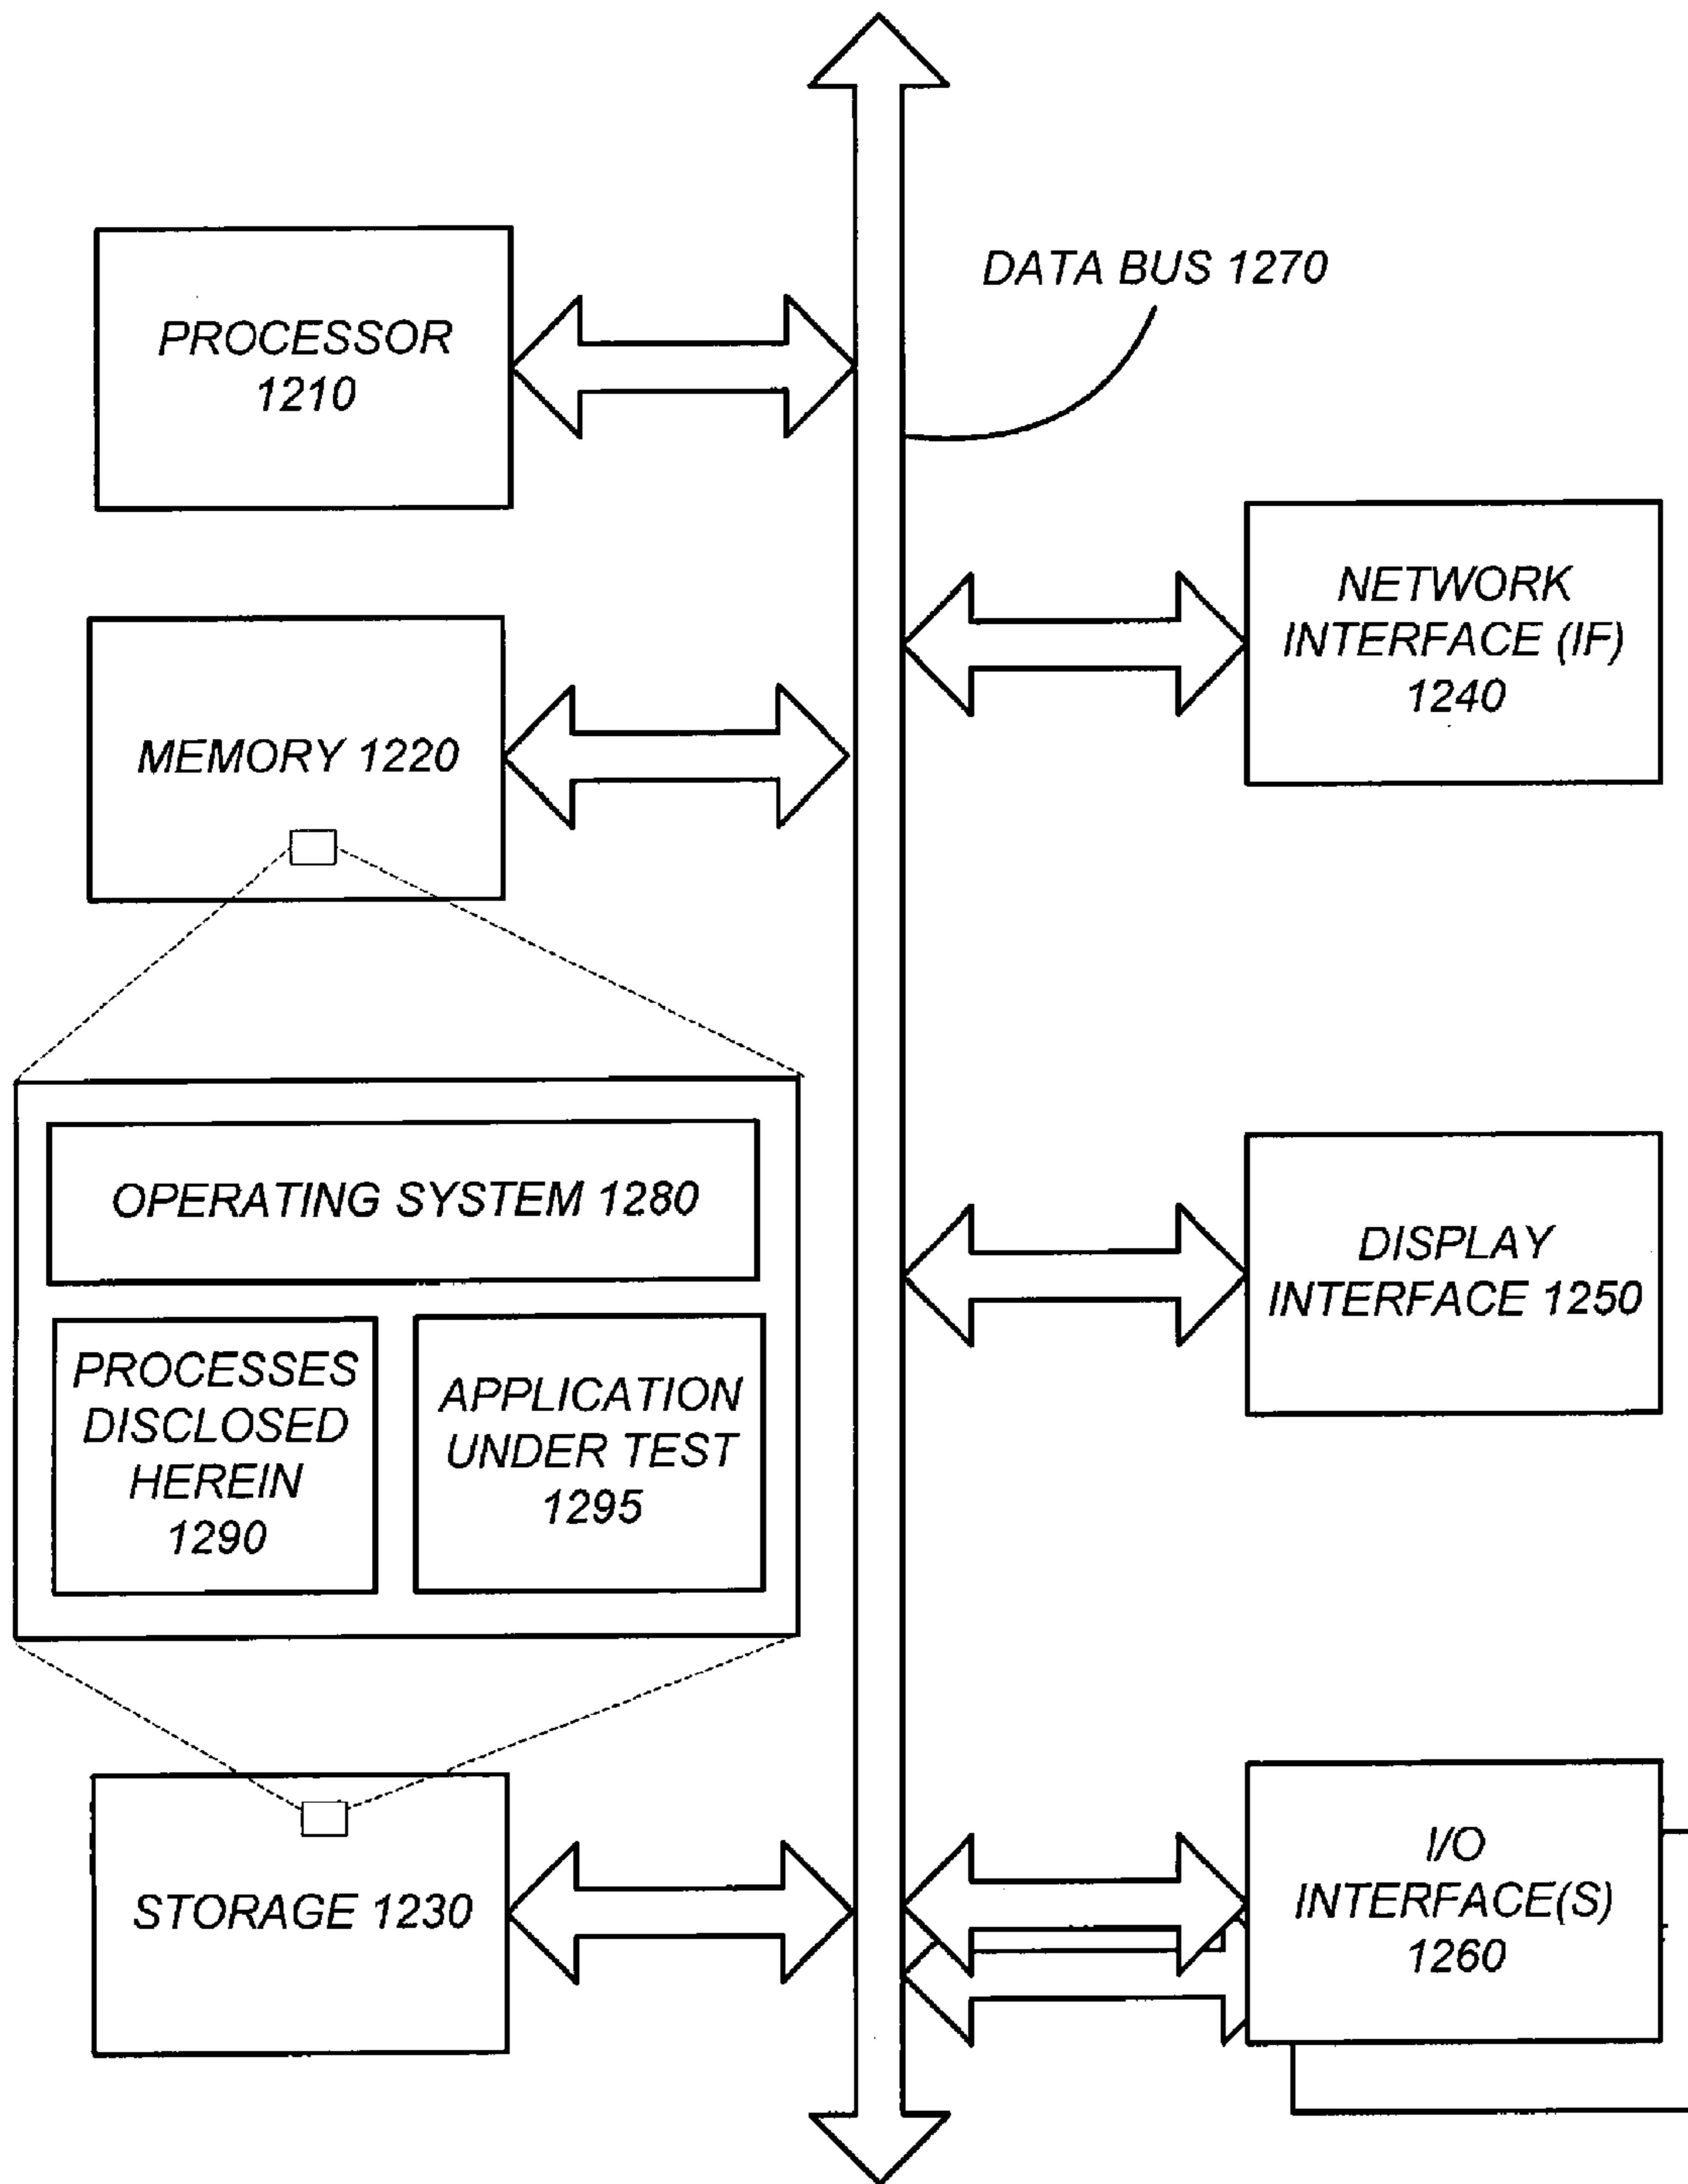 PROCESSOR
1210
DATA BUS 1270
NETWORK
INTERFACE (IF)
1240
MEMORY 1220
OPERATING SYSTEM 1280
PROCESSES
DISCLOSED
HEREIN
1290
APPLICATION
UNDER TEST
1295
DISPLAY
INTERFACE 1250
STORAGE 1230
I/O
INTERFACE(S)
1260